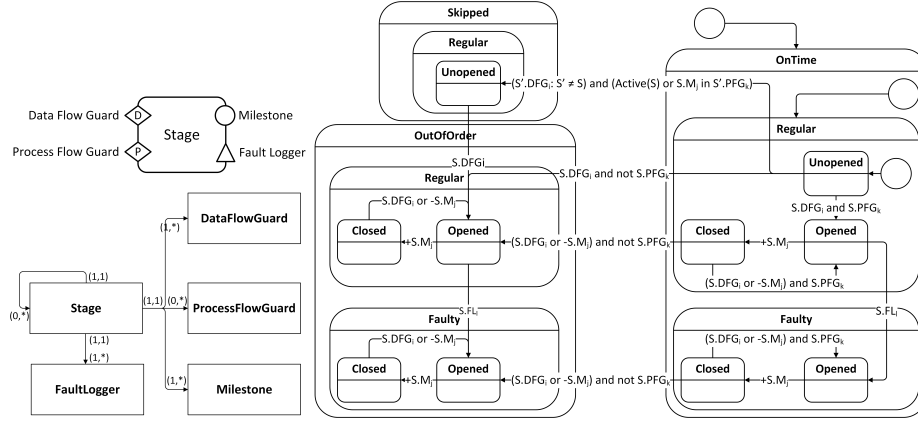 Data Flow Guard
Process Flow Guard
D
P
Stage
Milestone
Fault Logger
DataFlowGuard
(1,*)
(1,1)
(0,*)
Stage
(1,1)
(0,*)
ProcessFlowGuard
(1,1)
(1,*)
FaultLogger
(1,*)
Milestone
Skipped
Regular
Unopened
(S'.DFGi: S' ≠ S) and (Active(S) or S.Mj in S'.PFGk)
OutOfOrder
S.DFGi
Regular
S.DFGi and not S.PFGk
S.DFGi or -S.Mj
Closed
+S.Mj
Opened
(S.DFGi or -S.Mj) and not S.PFGk
S.FLi
Faulty
S.DFGi or -S.Mj
Closed
+S.Mj
Opened
(S.DFGi or -S.Mj) and not S.PFGk
OnTime
Regular
Unopened
S.DFGi and S.PFGk
Closed
+S.Mj
Opened
(S.DFGi or -S.Mj) and S.PFGk
S.FLi
Faulty
(S.DFGi or -S.Mj) and S.PFGk
Closed
+S.Mj
Opened